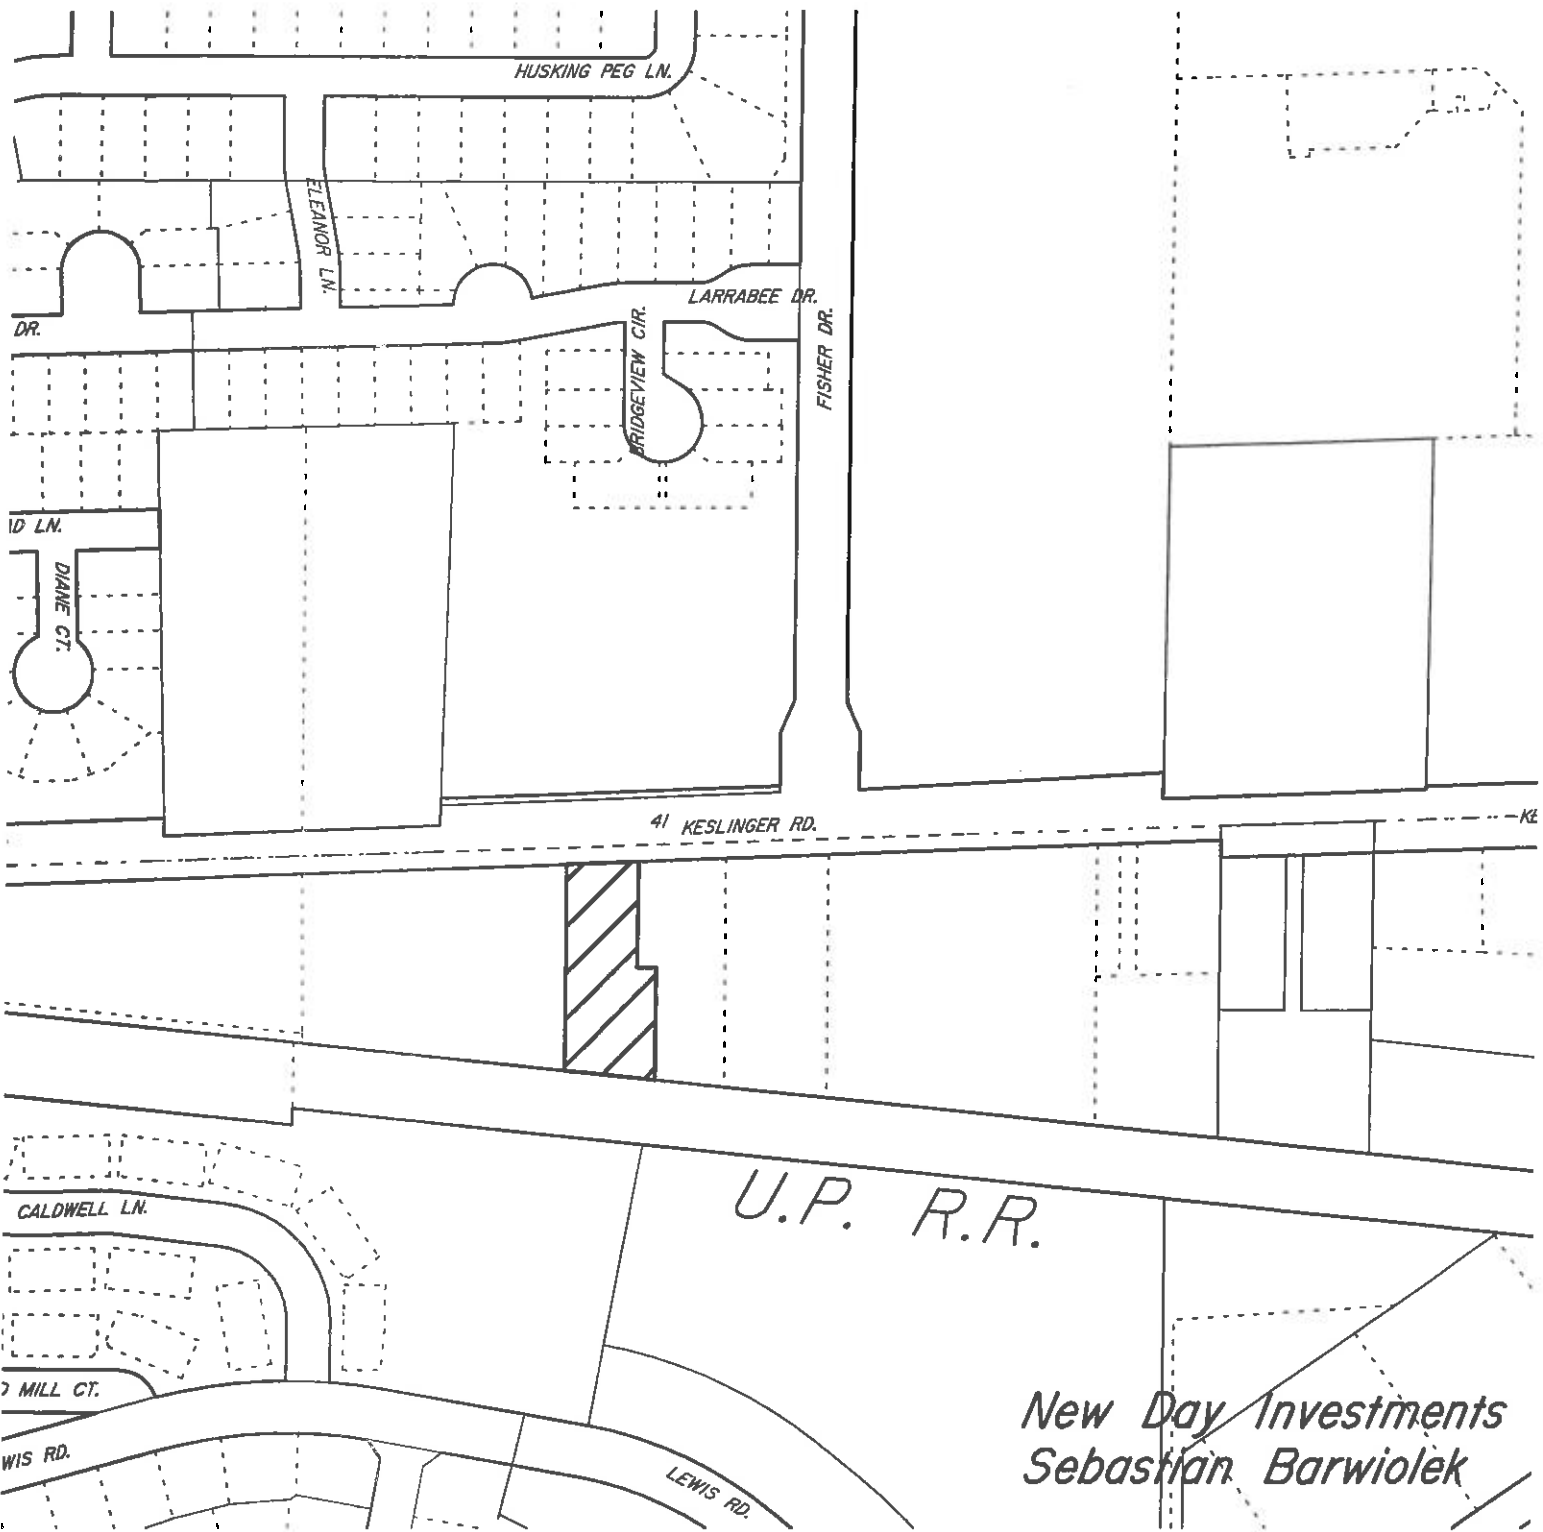 HUSKING PEG LN.
ELEANOR LN.
LARRABEE DR.
DR.
BRIDGEVIEW CIR.
FISHER DR.
LN.
DIANE CT.
41 KESLINGER RD.
U.P. R.R.
CALDWELL LN.
MILL CT.
RD.
LEWIS RD.
New Day Investments
Sebastian Barwiolek